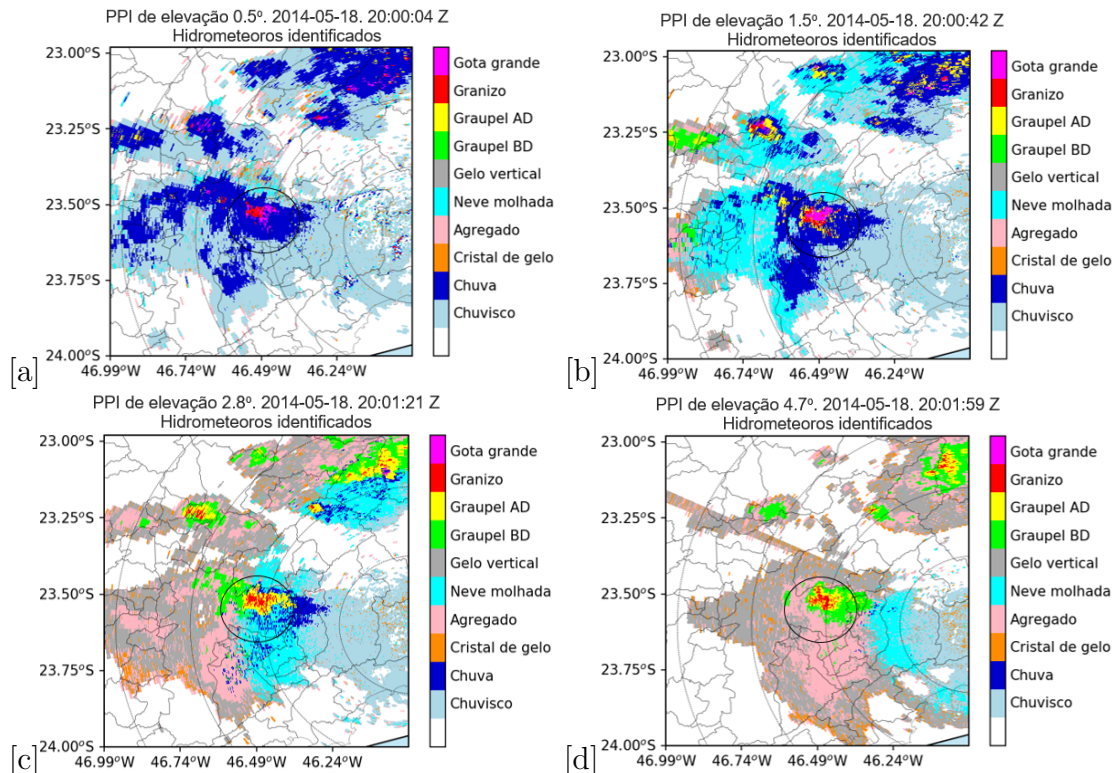 PPI de elevação 0.5º. 2014-05-18. 20:00:04 Z
Hidrometeoros identificados
23.00°S
23.25°S
23.50°S
23.75°S
24.00°S
46.99°W 46.74°W 46.49°W 46.24°W
Gota grande
Granizo
Graupel AD
Graupel BD
Gelo vertical
Neve molhada
Agregado
Cristal de gelo
Chuva
Chuvisco
[a]
PPI de elevação 1.5º. 2014-05-18. 20:00:42 Z
Hidrometeoros identificados
23.00°S
23.25°S
23.50°S
23.75°S
24.00°S
46.99°W 46.74°W 46.49°W 46.24°W
Gota grande
Granizo
Graupel AD
Graupel BD
Gelo vertical
Neve molhada
Agregado
Cristal de gelo
Chuva
Chuvisco
[b]
PPI de elevação 2.8º. 2014-05-18. 20:01:21 Z
Hidrometeoros identificados
23.00°S
23.25°S
23.50°S
23.75°S
24.00°S
46.99°W 46.74°W 46.49°W 46.24°W
Gota grande
Granizo
Graupel AD
Graupel BD
Gelo vertical
Neve molhada
Agregado
Cristal de gelo
Chuva
Chuvisco
[c]
PPI de elevação 4.7º. 2014-05-18. 20:01:59 Z
Hidrometeoros identificados
23.00°S
23.25°S
23.50°S
23.75°S
24.00°S
46.99°W 46.74°W 46.49°W 46.24°W
Gota grande
Granizo
Graupel AD
Graupel BD
Gelo vertical
Neve molhada
Agregado
Cristal de gelo
Chuva
Chuvisco
[d]